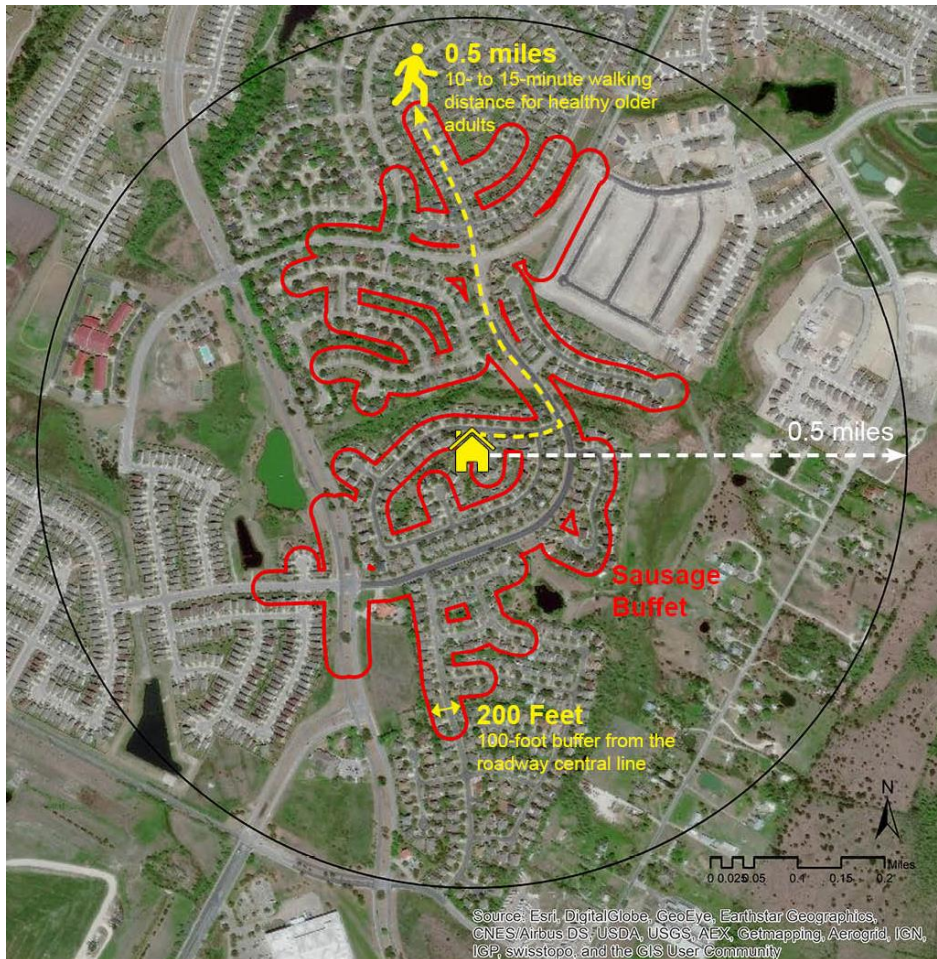 0.5 miles
10- to 15-minute walking
distance for healthy older
adults
0.5 miles
Sausage
Buffet
200 Feet
100-foot buffer from the
roadway central line
N
Miles
0 0.025 0.05 0.1 0.15 0.2
Source: Esri, DigitalGlobe, GeoEye, Earthstar Geographics,
CNES/Airbus DS, USDA, USGS, AEX, Getmapping, Aerogrid, IGN,
IGP, swisstopo, and the GIS User Community